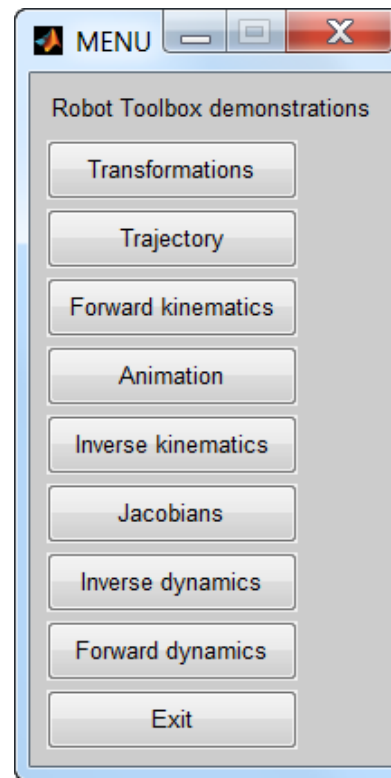 MENU
Robot Toolbox demonstrations
Transformations
Trajectory
Forward kinematics
Animation
Inverse kinematics
Jacobians
Inverse dynamics
Forward dynamics
Exit